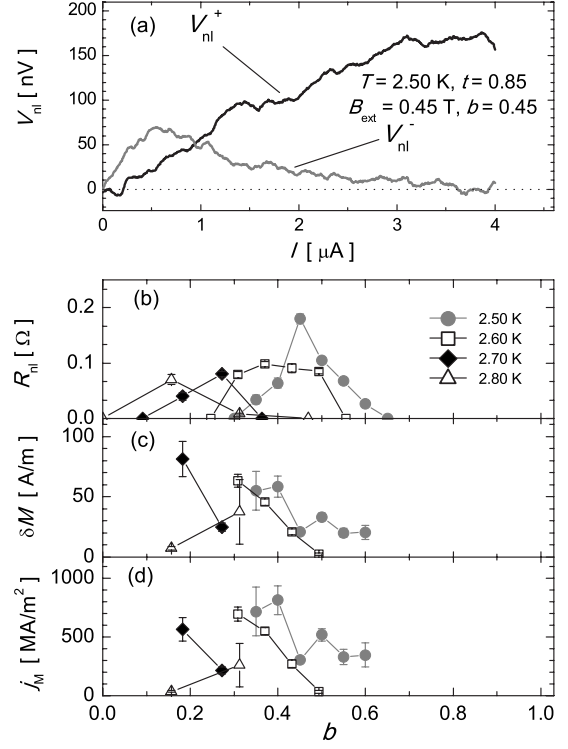 (a)
V_nl^+
200
150
100
50
0
V_nl [ nV ]
T = 2.50 K, t = 0.85
B_ext = 0.45 T, b = 0.45
V_nl^-
0 1 2 3 4
I [ μA ]
(b)
0.2
0.1
0.0
R_nl [ Ω ]
2.50 K
2.60 K
2.70 K
2.80 K
(c)
100
50
0
δM [ A/m ]
(d)
1000
500
0
j_M [ MA/m² ]
0.0 0.2 0.4 0.6 0.8 1.0
b